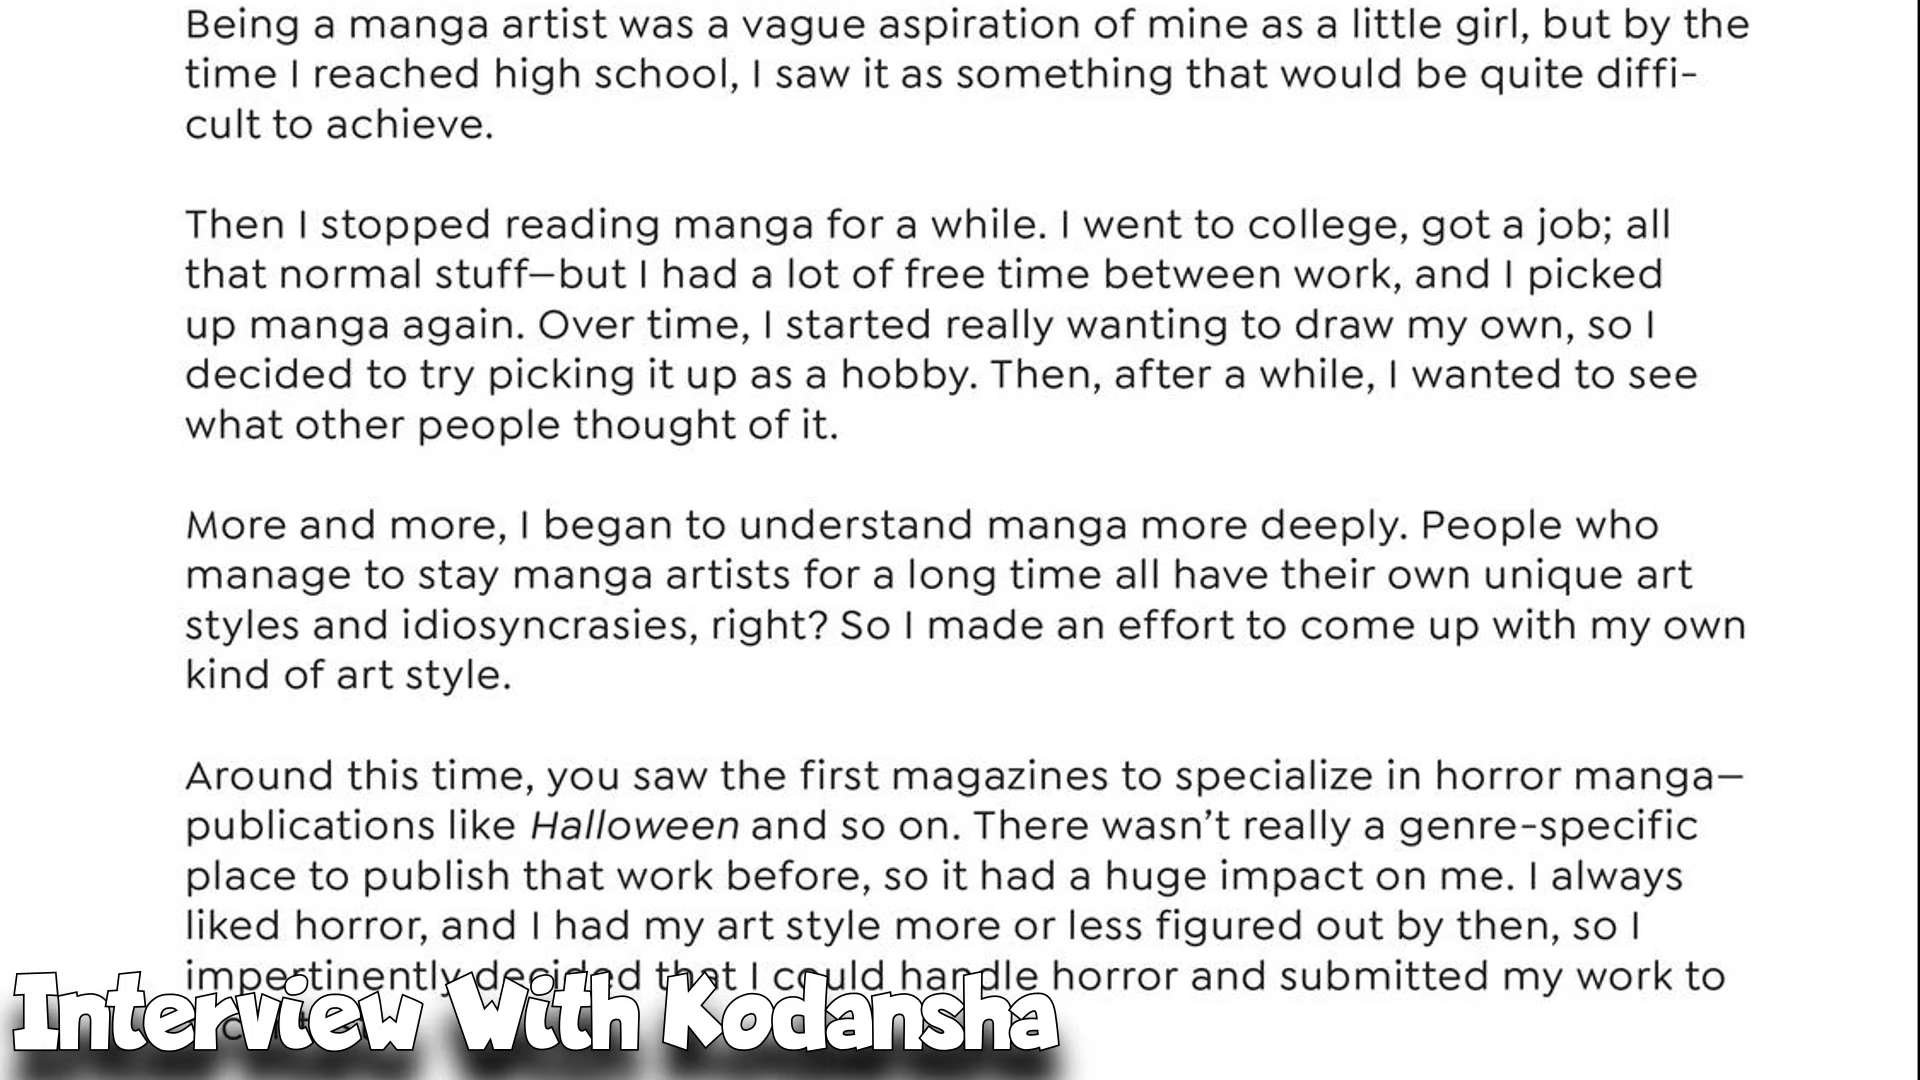 Being a manga artist was a vague aspiration of mine as a little girl, but by the
time I reached high school, I saw it as something that would be quite diffi-
cult to achieve.
Then I stopped reading manga for a while. I went to college, got a job; all
that normal stuff—but I had a lot of free time between work, and I picked
up manga again. Over time, I started really wanting to draw my own, so I
decided to try picking it up as a hobby. Then, after a while, I wanted to see
what other people thought of it.
More and more, I began to understand manga more deeply. People who
manage to stay manga artists for a long time all have their own unique art
styles and idiosyncrasies, right? So I made an effort to come up with my own
kind of art style.
Around this time, you saw the first magazines to specialize in horror manga—
publications like Halloween and so on. There wasn’t really a genre-specific
place to publish that work before, so it had a huge impact on me. I always
liked horror, and I had my art style more or less figured out by then, so I
impertinently decided that I could handle horror and submitted my work to
Interview With Kodansha